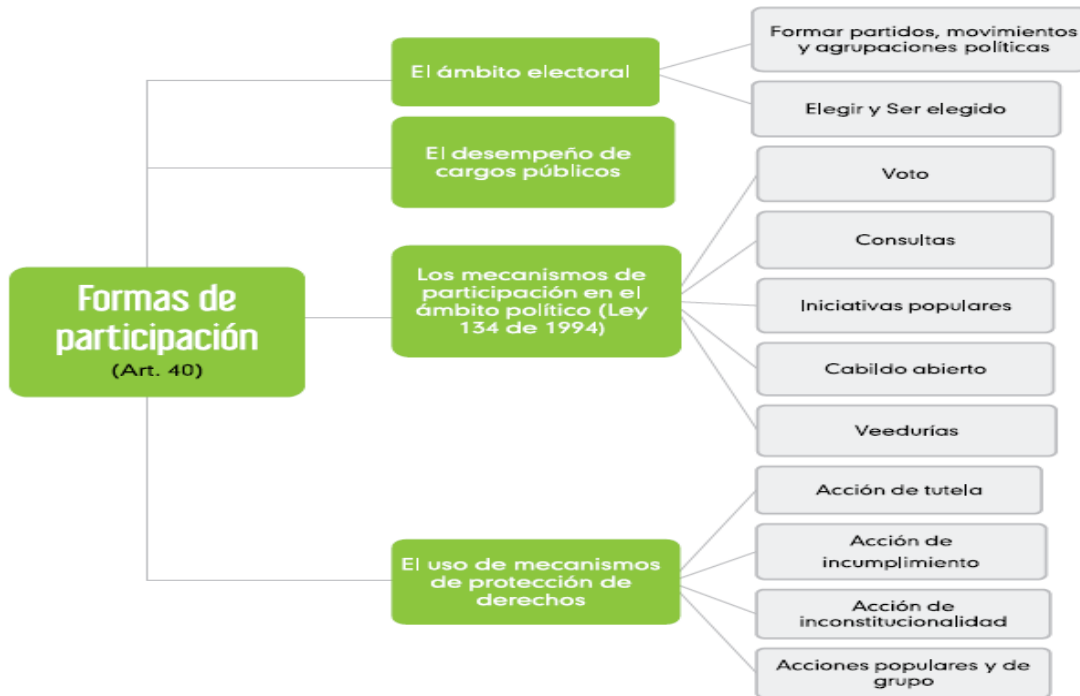 Formas de
participación
(Art. 40)
El ámbito electoral
Formar partidos, movimientos
y agrupaciones políticas
Elegir y Ser elegido
El desempeño de
cargos públicos
Los mecanismos de
participación en el
ámbito político (Ley
134 de 1994)
Voto
Consultas
Iniciativas populares
Cabildo abierto
Veedurías
El uso de mecanismos
de protección de
derechos
Acción de tutela
Acción de
incumplimiento
Acción de
inconstitucionalidad
Acciones populares y de
grupo